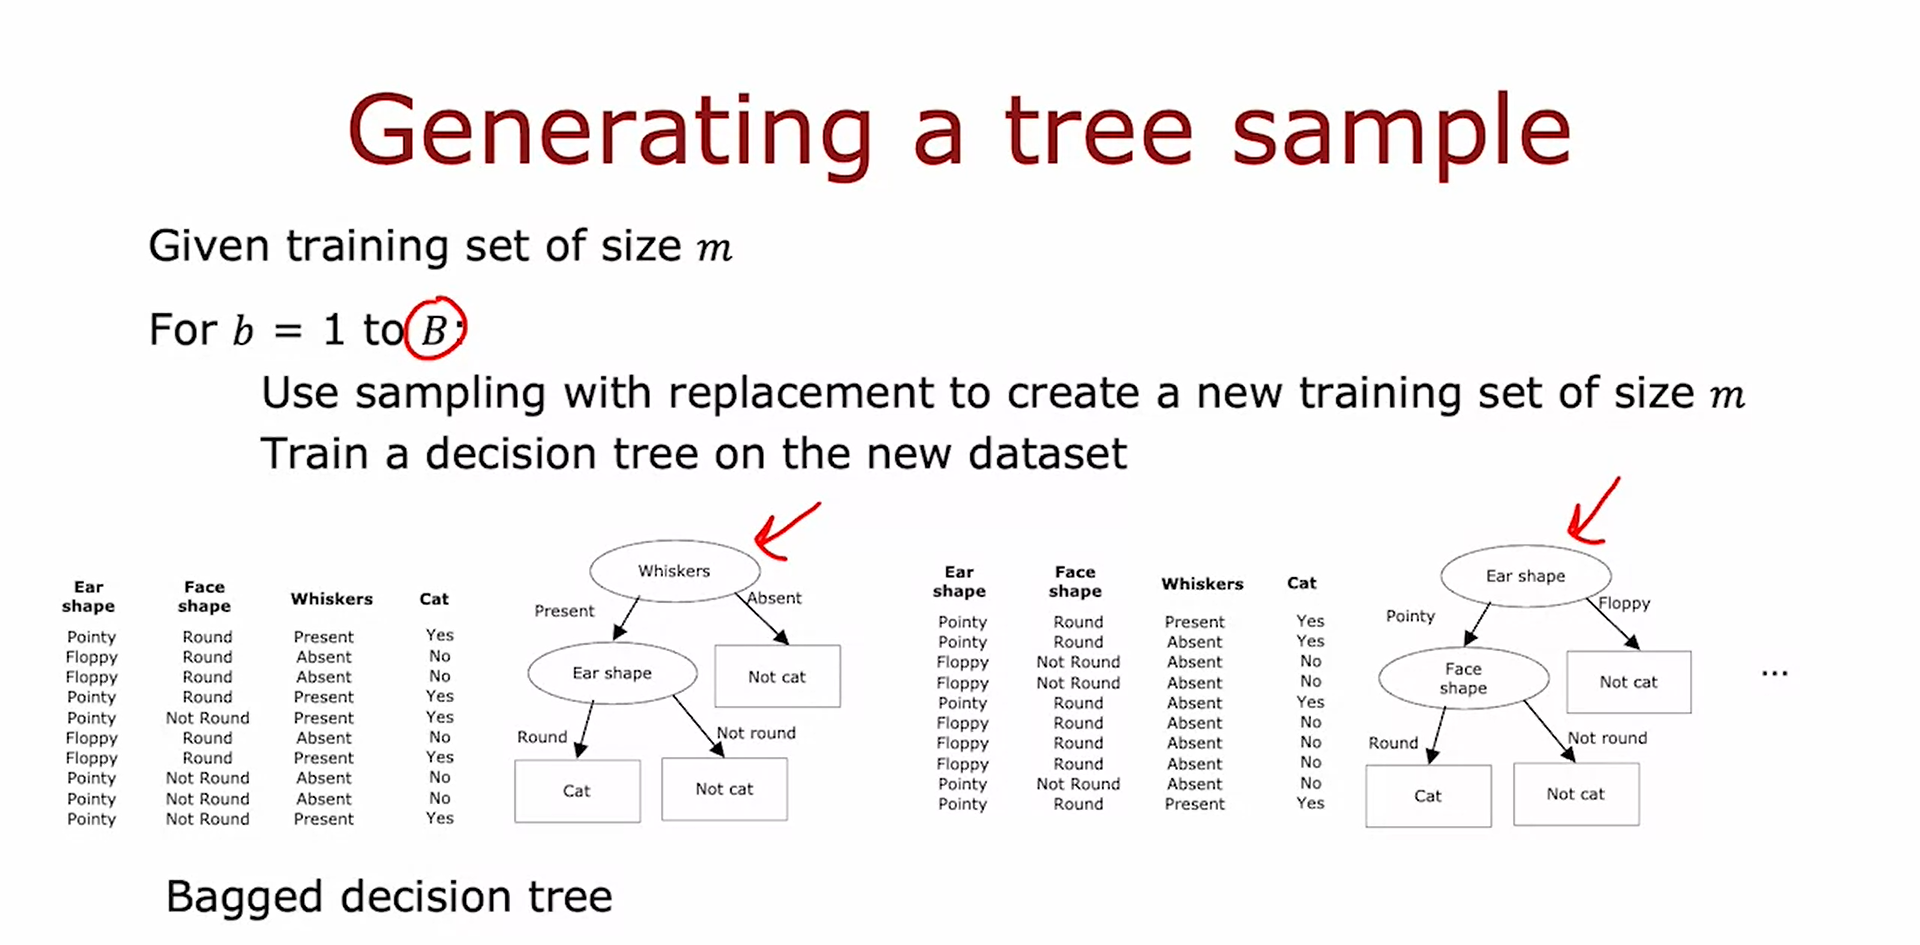 Generating a tree sample
Given training set of size m
For b = 1 to B:
Use sampling with replacement to create a new training set of size m
Train a decision tree on the new dataset
Ear shape Face shape Whiskers Cat
Pointy Round Present Yes
Floppy Round Absent No
Floppy Round Absent No
Pointy Round Present Yes
Pointy Not Round Present Yes
Floppy Round Absent No
Floppy Round Present Yes
Pointy Not Round Absent No
Pointy Not Round Absent No
Pointy Not Round Present Yes
Whiskers
Present Absent
Ear shape Not cat
Round Not round
Cat Not cat
Ear shape Face shape Whiskers Cat
Pointy Round Present Yes
Pointy Round Absent Yes
Floppy Not Round Absent No
Floppy Not Round Absent No
Pointy Round Absent Yes
Floppy Round Absent No
Floppy Round Absent No
Floppy Round Absent No
Pointy Not Round Absent No
Pointy Round Present Yes
Ear shape
Pointy Floppy
Face shape Not cat
Round Not round
Cat Not cat
...
Bagged decision tree